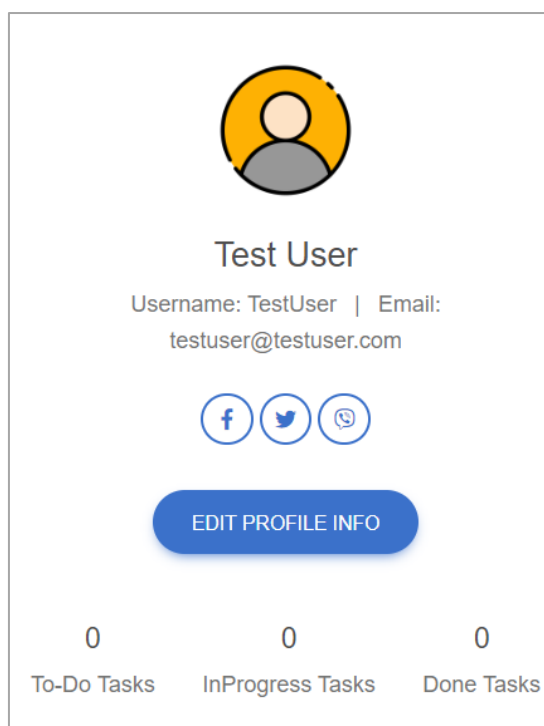 Test User
Username: TestUser | Email:
testuser@testuser.com
EDIT PROFILE INFO
0 0 0
To-Do Tasks InProgress Tasks Done Tasks